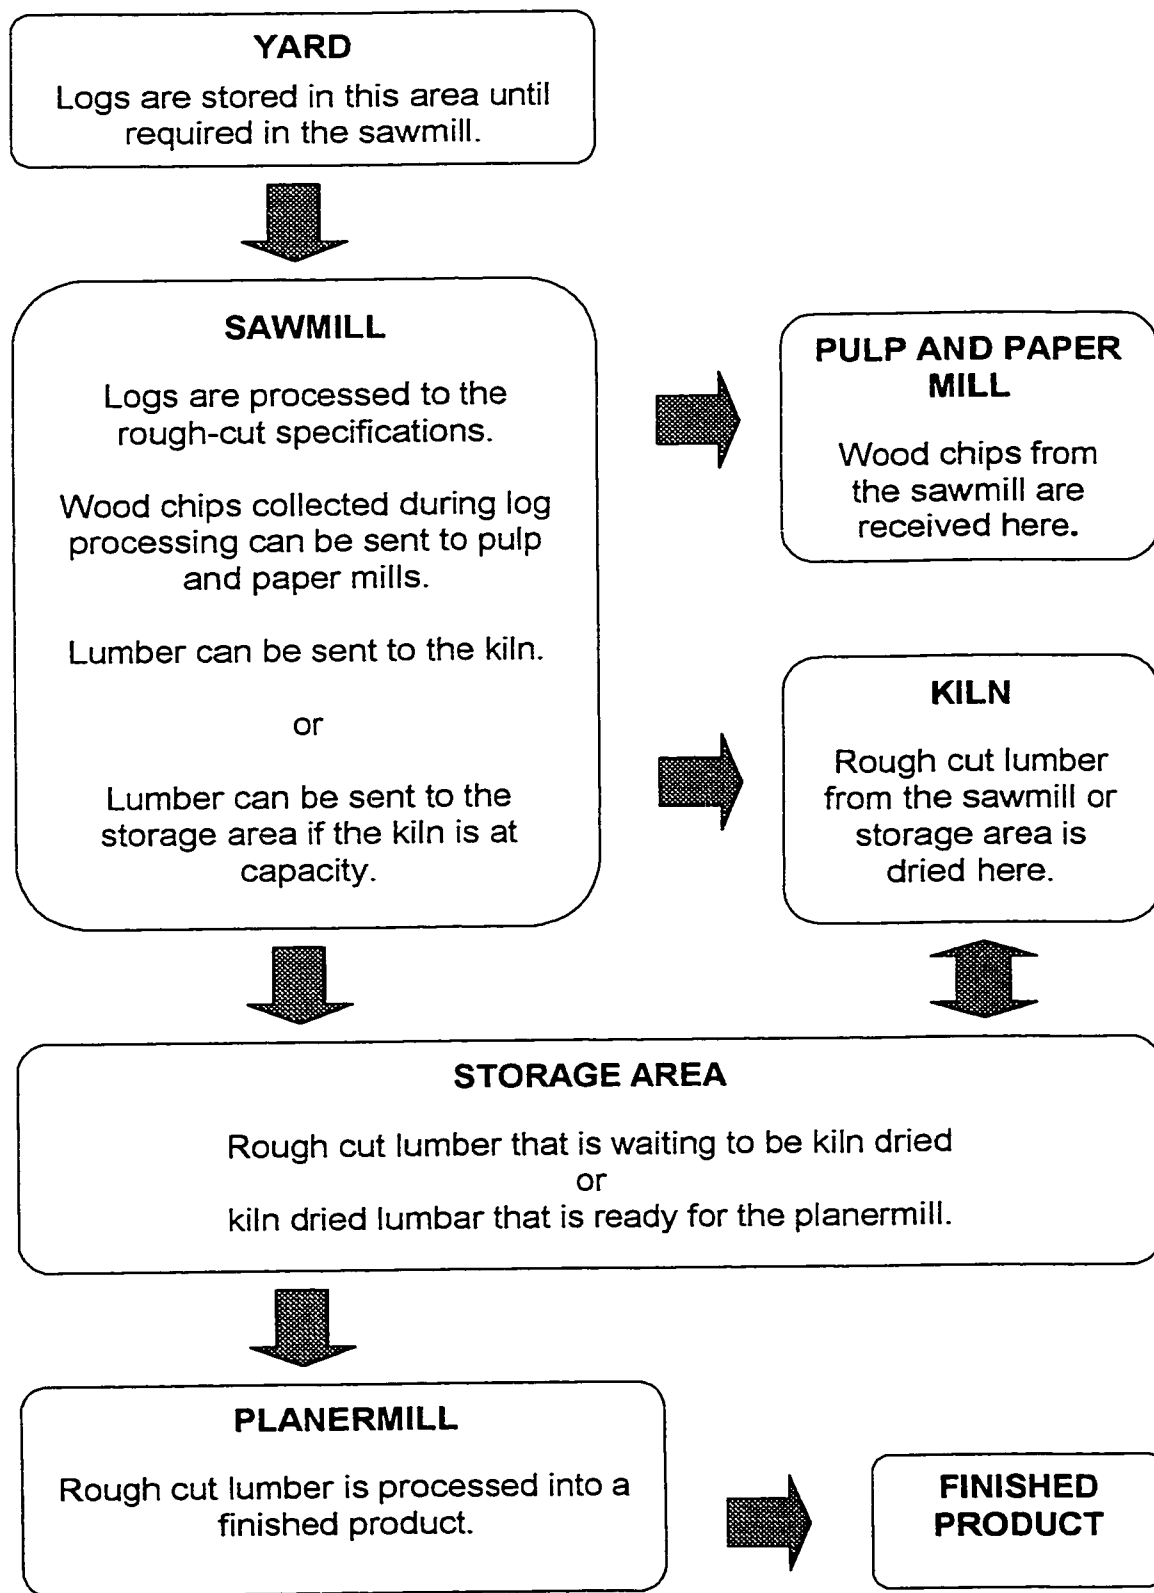 YARD
Logs are stored in this area until
required in the sawmill.
SAWMILL
Logs are processed to the
rough-cut specifications.
Wood chips collected during log
processing can be sent to pulp
and paper mills.
Lumber can be sent to the kiln.
or
Lumber can be sent to the
storage area if the kiln is at
capacity.
PULP AND PAPER
MILL
Wood chips from
the sawmill are
received here.
KILN
Rough cut lumber
from the sawmill or
storage area is
dried here.
STORAGE AREA
Rough cut lumber that is waiting to be kiln dried
or
kiln dried lumbar that is ready for the planermill.
PLANERMILL
Rough cut lumber is processed into a
finished product.
FINISHED
PRODUCT